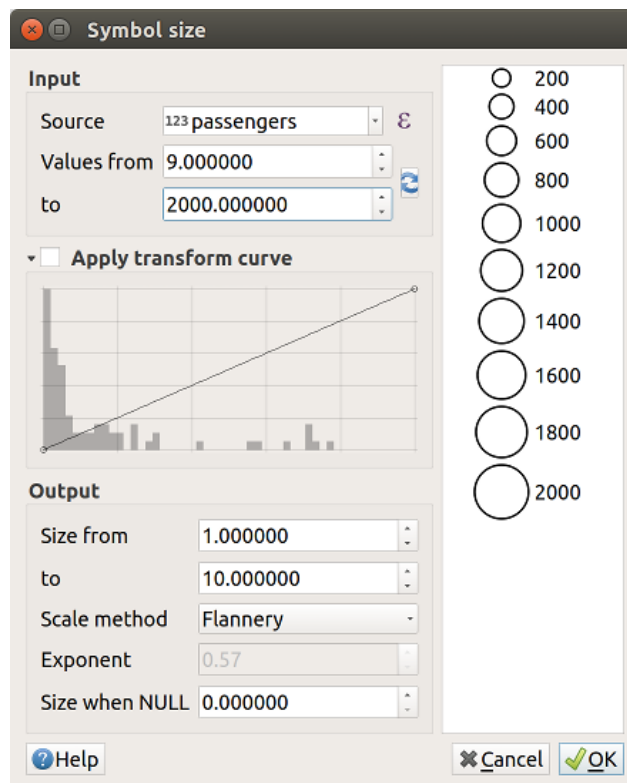 Symbol size
Input
Source 123 passengers ε
Values from 9.000000
to 2000.000000
Apply transform curve
Output
Size from 1.000000
to 10.000000
Scale method Flannery
Exponent 0.57
Size when NULL 0.000000
200
400
600
800
1000
1200
1400
1600
1800
2000
Help
Cancel
OK